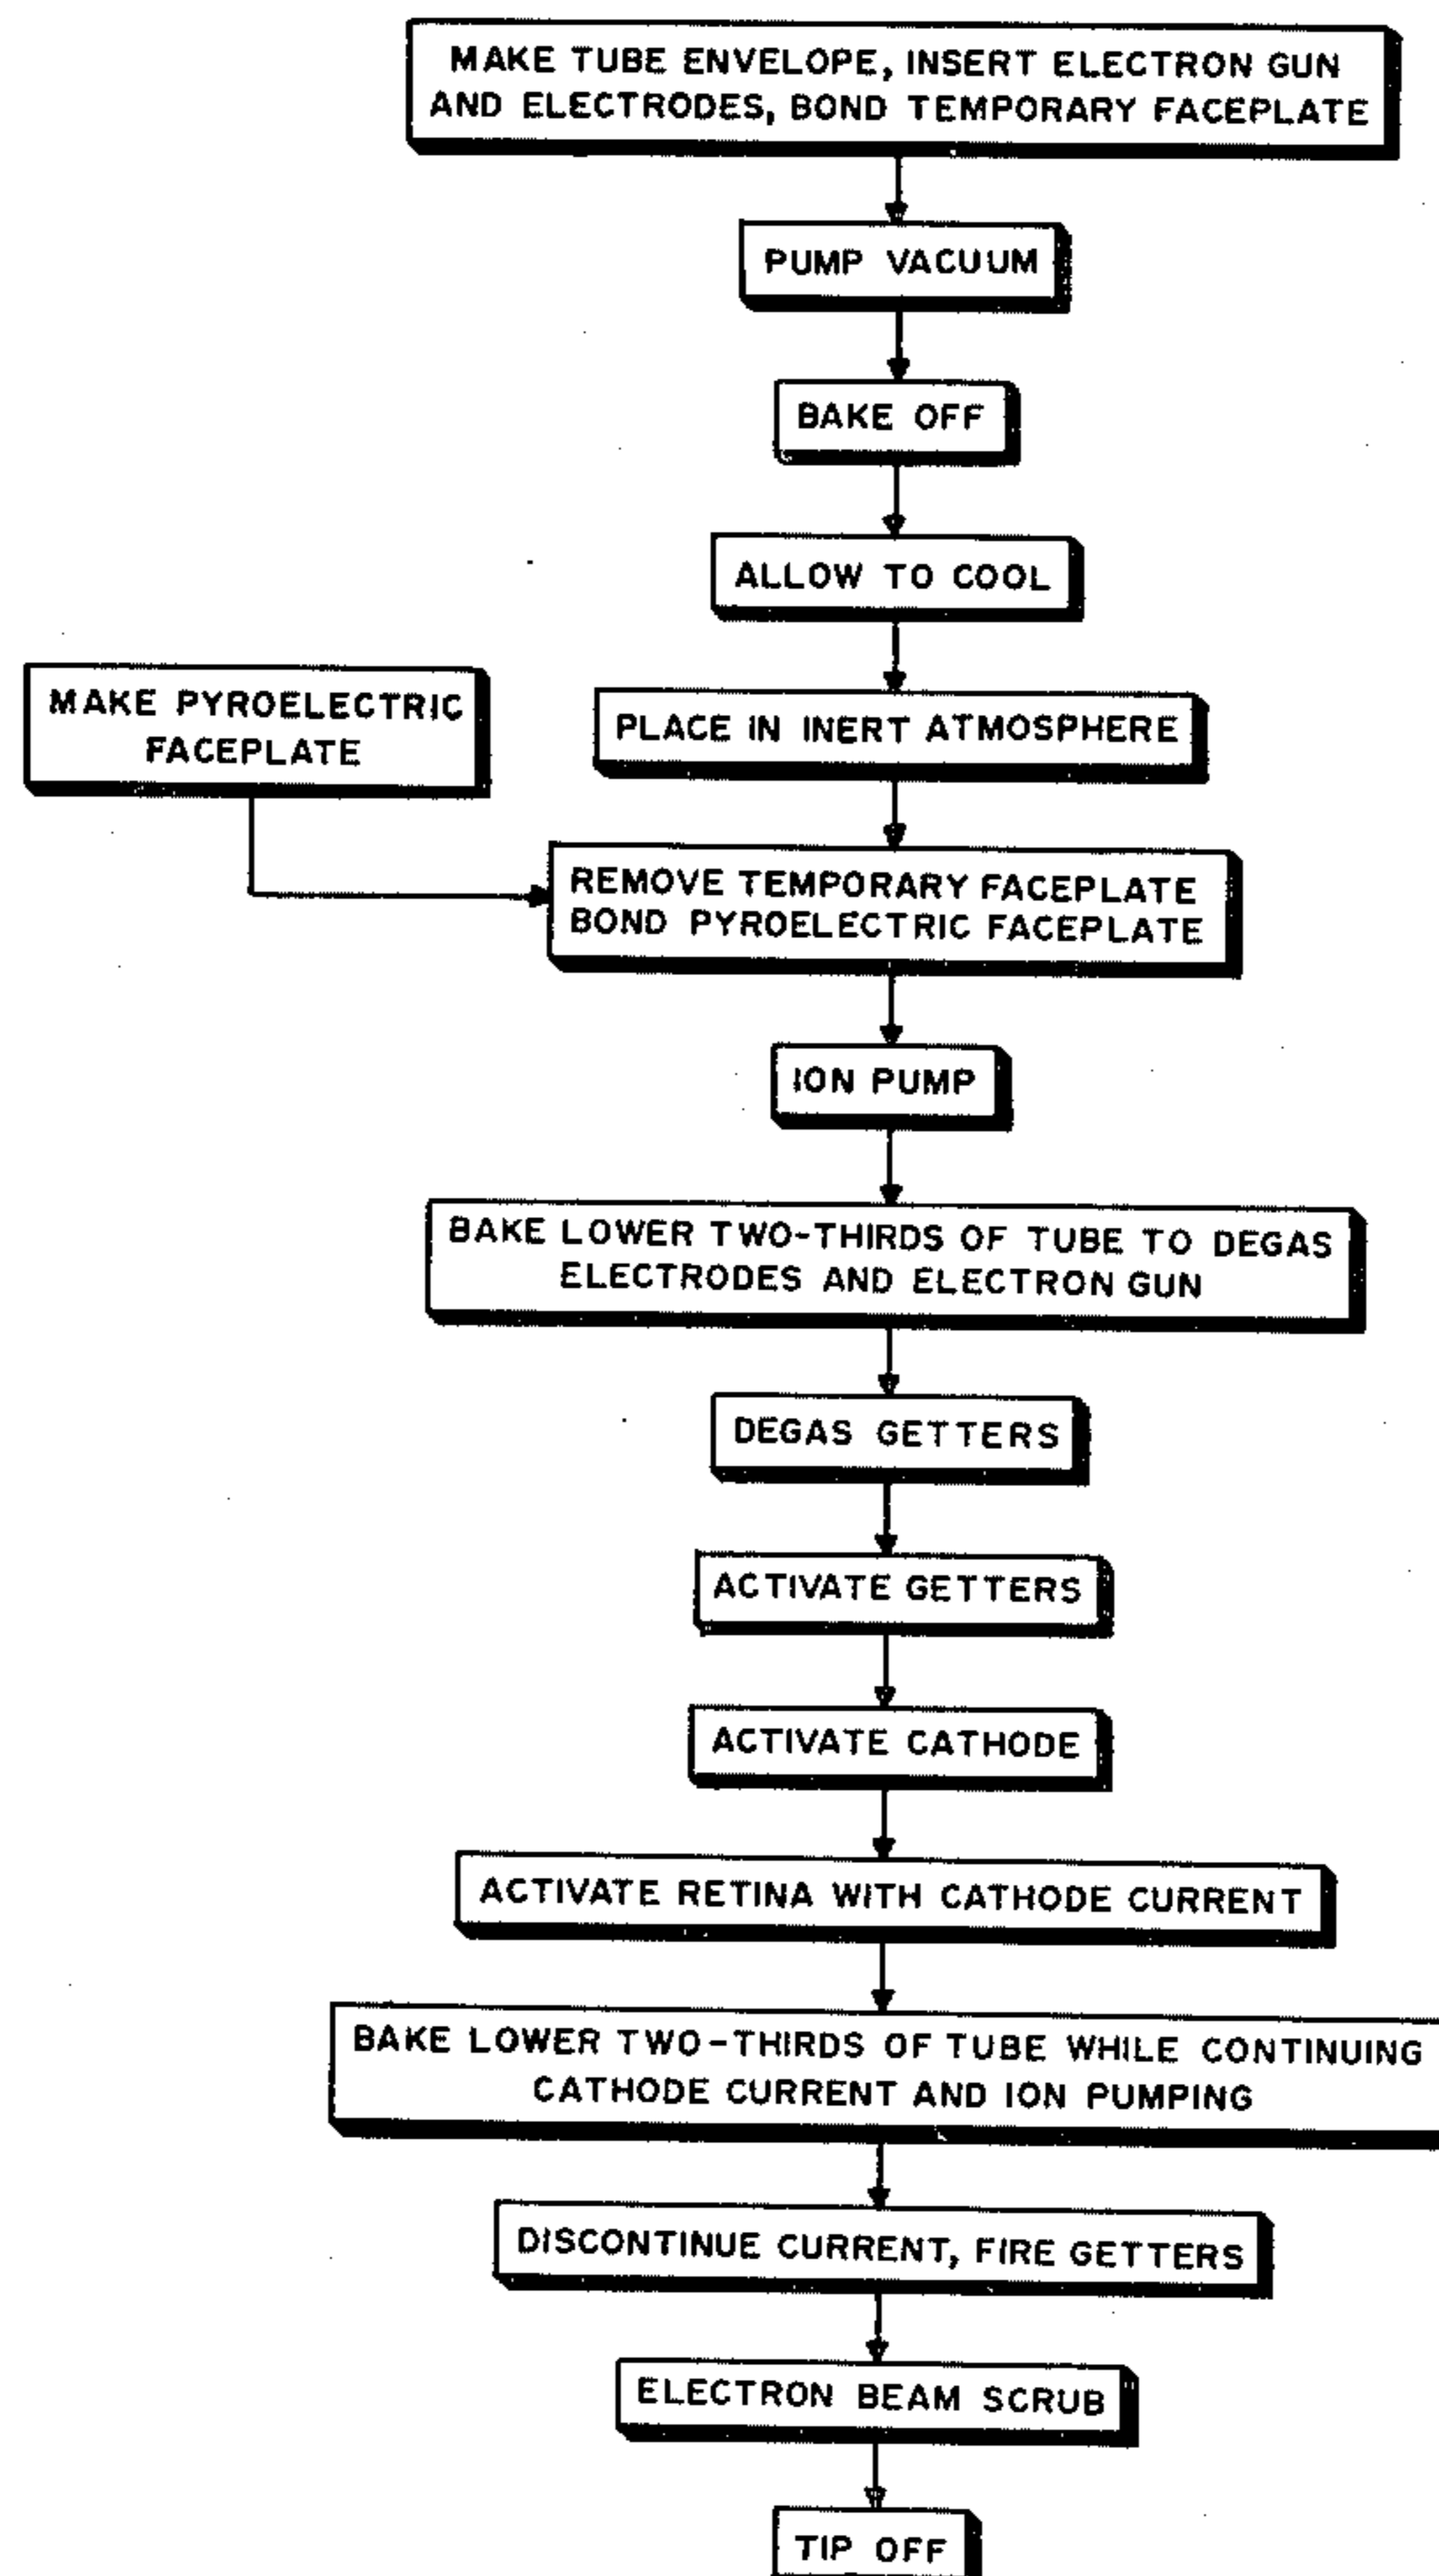 MAKE TUBE ENVELOPE, INSERT ELECTRON GUN
AND ELECTRODES, BOND TEMPORARY FACEPLATE
PUMP VACUUM
BAKE OFF
ALLOW TO COOL
MAKE PYROELECTRIC
FACEPLATE
PLACE IN INERT ATMOSPHERE
REMOVE TEMPORARY FACEPLATE
BOND PYROELECTRIC FACEPLATE
ION PUMP
BAKE LOWER TWO-THIRDS OF TUBE TO DEGAS
ELECTRODES AND ELECTRON GUN
DEGAS GETTERS
ACTIVATE GETTERS
ACTIVATE CATHODE
ACTIVATE RETINA WITH CATHODE CURRENT
BAKE LOWER TWO-THIRDS OF TUBE WHILE CONTINUING
CATHODE CURRENT AND ION PUMPING
DISCONTINUE CURRENT, FIRE GETTERS
ELECTRON BEAM SCRUB
TIP OFF